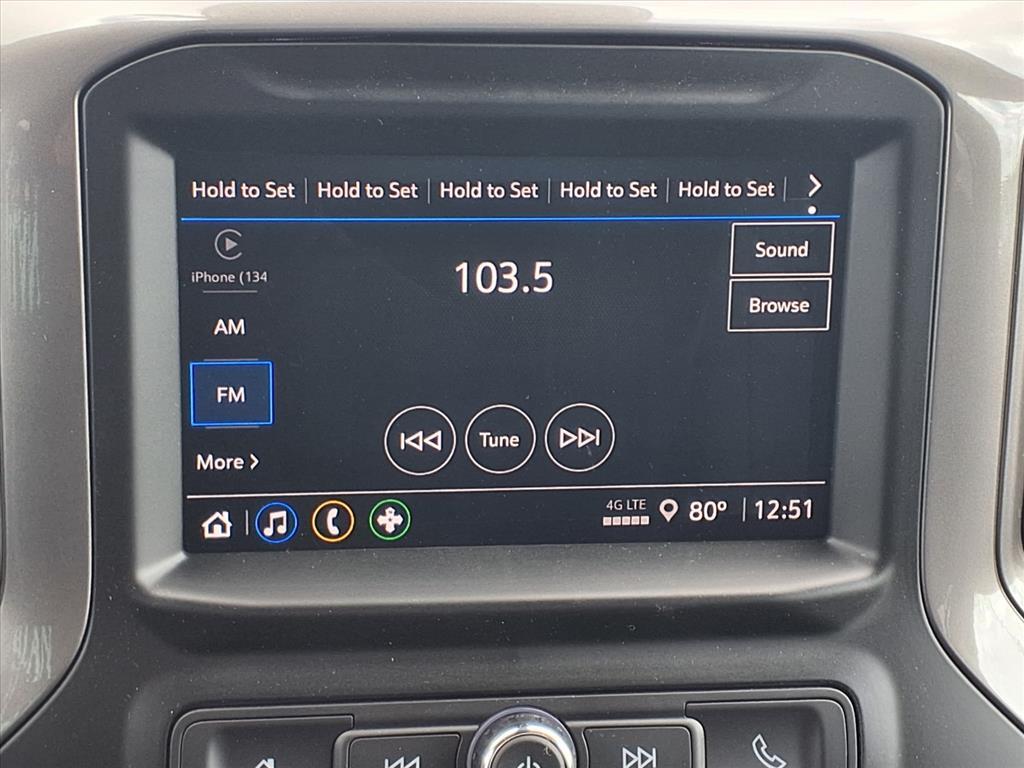 Hold to Set Hold to Set Hold to Set Hold to Set Hold to Set
iPhone (134
103.5
Sound
Browse
AM
FM
Tune
More
4G LTE 80° 12:51